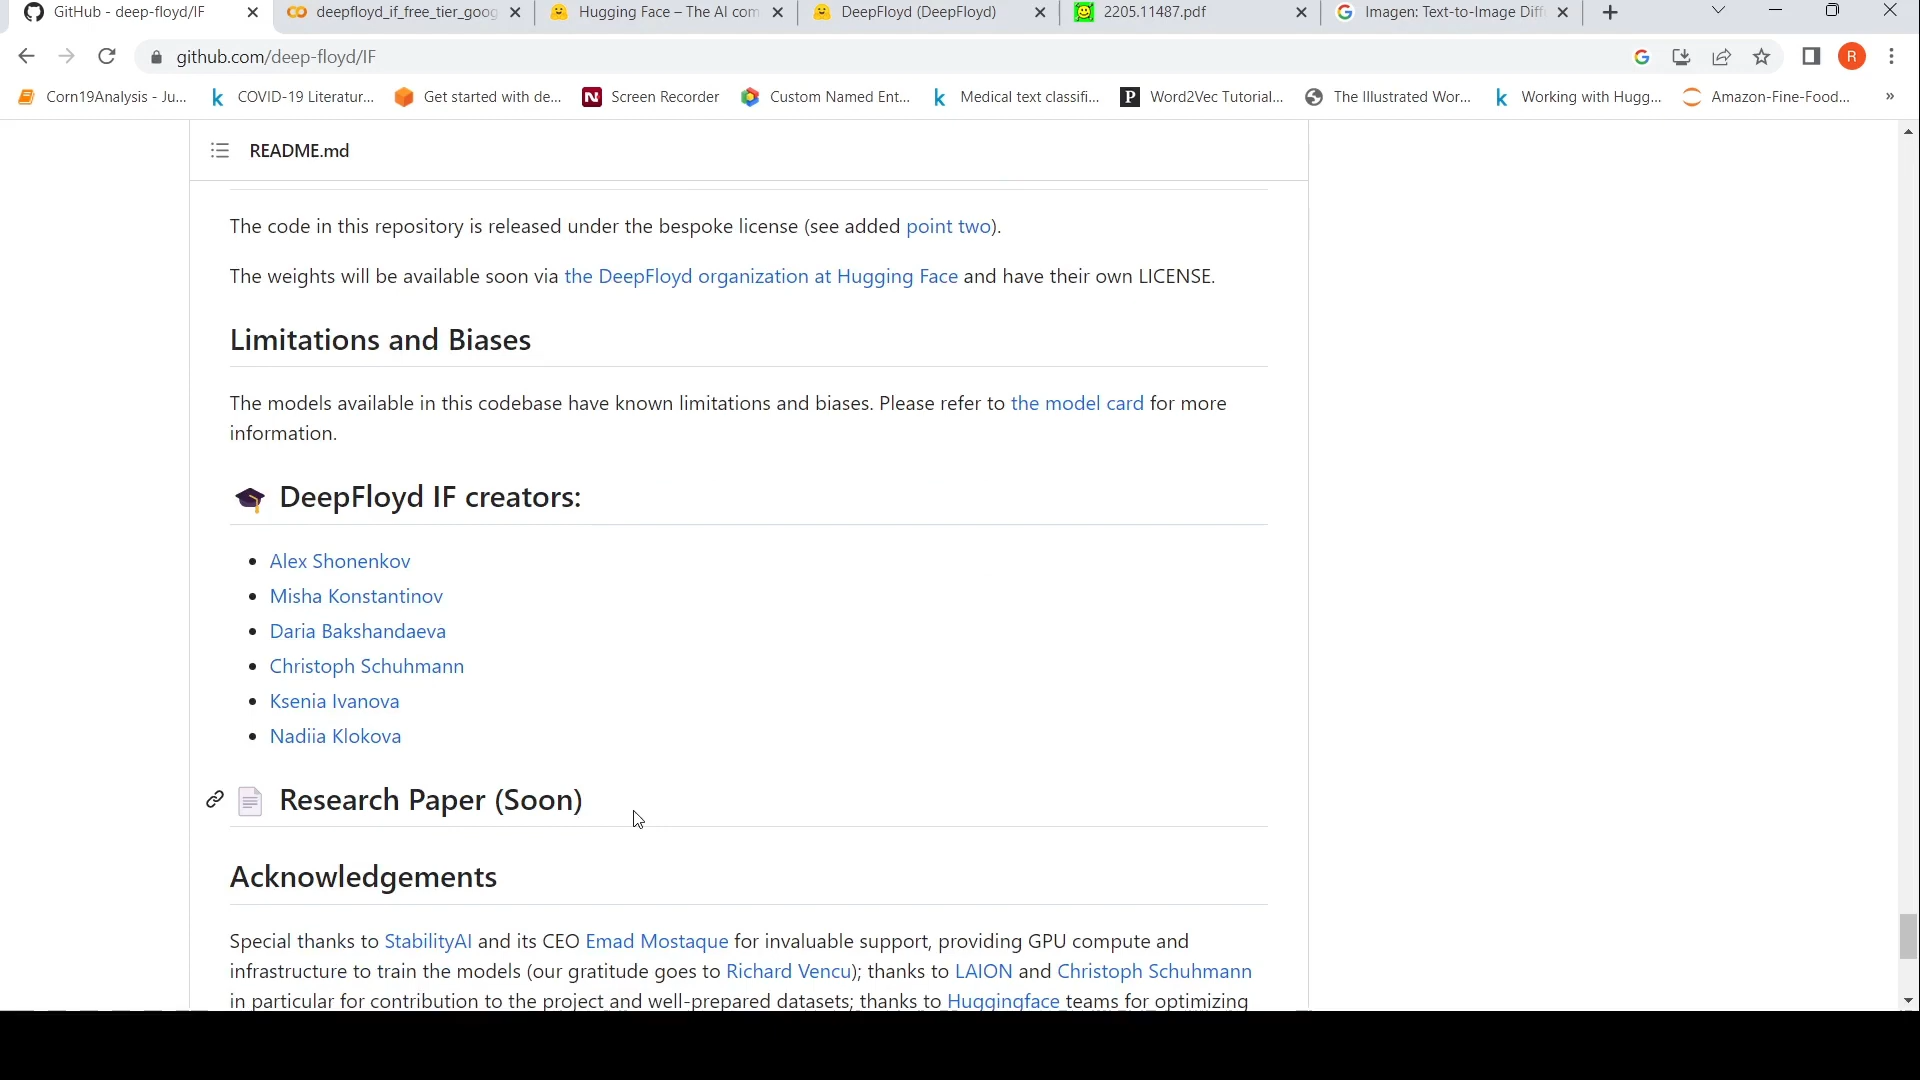 GitHub - deep-floyd/IF
deepfloyd_if_free_tier_goog
Hugging Face – The AI com
DeepFloyd (DeepFloyd)
2205.11487.pdf
Imagen: Text-to-Image Diff
github.com/deep-floyd/IF
R
Corn19Analysis - Ju...
COVID-19 Literatur...
Get started with de...
Screen Recorder
Custom Named Ent...
Medical text classifi...
Word2Vec Tutorial...
The Illustrated Wor...
Working with Hugg...
Amazon-Fine-Food...
README.md
The code in this repository is released under the bespoke license (see added point two).
The weights will be available soon via the DeepFloyd organization at Hugging Face and have their own LICENSE.
Limitations and Biases
The models available in this codebase have known limitations and biases. Please refer to the model card for more
information.
DeepFloyd IF creators:
Alex Shonenkov
Misha Konstantinov
Daria Bakshandaeva
Christoph Schuhmann
Ksenia Ivanova
Nadiia Klokova
Research Paper (Soon)
Acknowledgements
Special thanks to StabilityAI and its CEO Emad Mostaque for invaluable support, providing GPU compute and
infrastructure to train the models (our gratitude goes to Richard Vencu); thanks to LAION and Christoph Schuhmann
in particular for contribution to the project and well-prepared datasets; thanks to Huggingface teams for optimizing